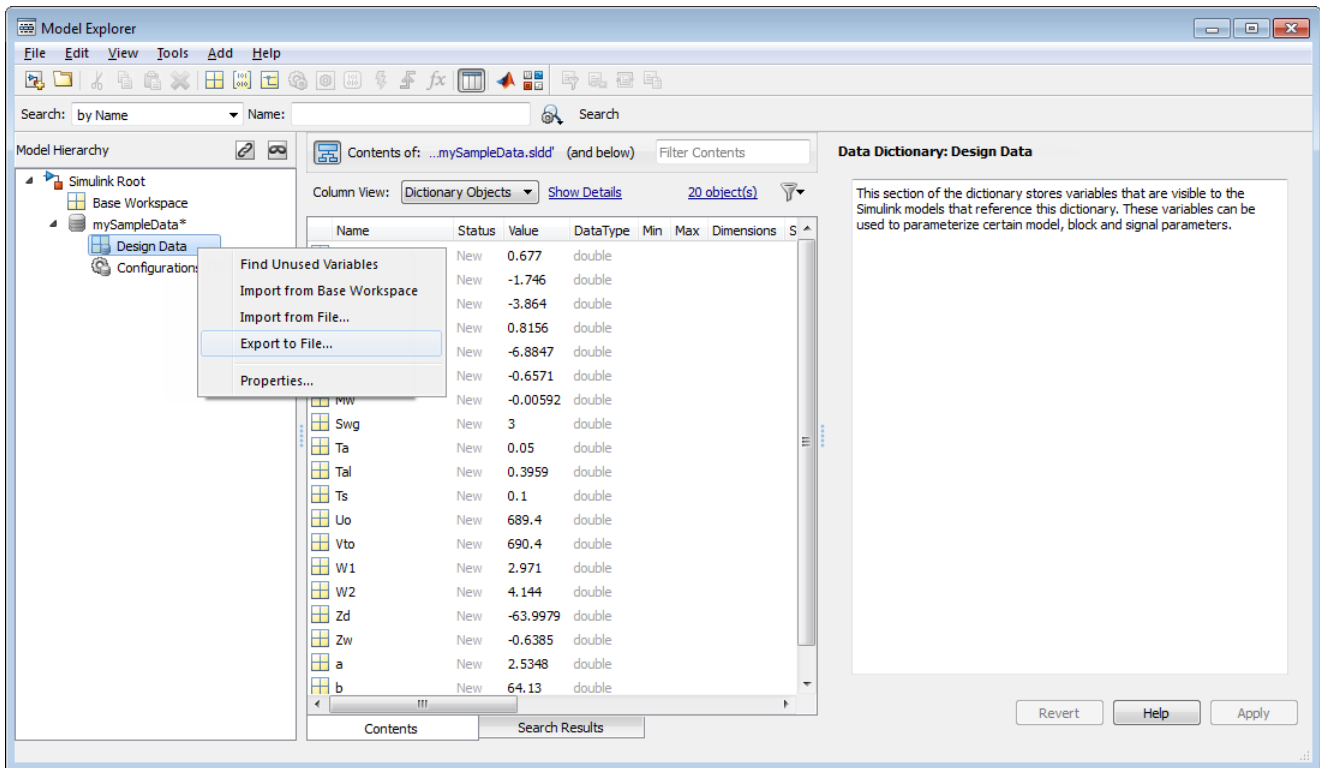 Model Explorer
File Edit View Tools Add Help
fx
Search: by Name Name: Search
Model Hierarchy
Simulink Root
Base Workspace
mySampleData*
Design Data
Configurations
Find Unused Variables
Import from Base Workspace
Import from File...
Export to File...
Properties...
Contents of: ...mySampleData.sldd' (and below) Filter Contents
Column View: Dictionary Objects Show Details 20 object(s)
Name Status Value DataType Min Max Dimensions S
New 0.677 double
New -1.746 double
New -3.864 double
New 0.8156 double
New -6.8847 double
New -0.6571 double
Mw New -0.00592 double
Swg New 3 double
Ta New 0.05 double
Tal New 0.3959 double
Ts New 0.1 double
Uo New 689.4 double
Vto New 690.4 double
W1 New 2.971 double
W2 New 4.144 double
Zd New -63.9979 double
Zw New -0.6385 double
a New 2.5348 double
b New 64.13 double
Contents Search Results
Data Dictionary: Design Data
This section of the dictionary stores variables that are visible to the
Simulink models that reference this dictionary. These variables can be
used to parameterize certain model, block and signal parameters.
Revert Help Apply